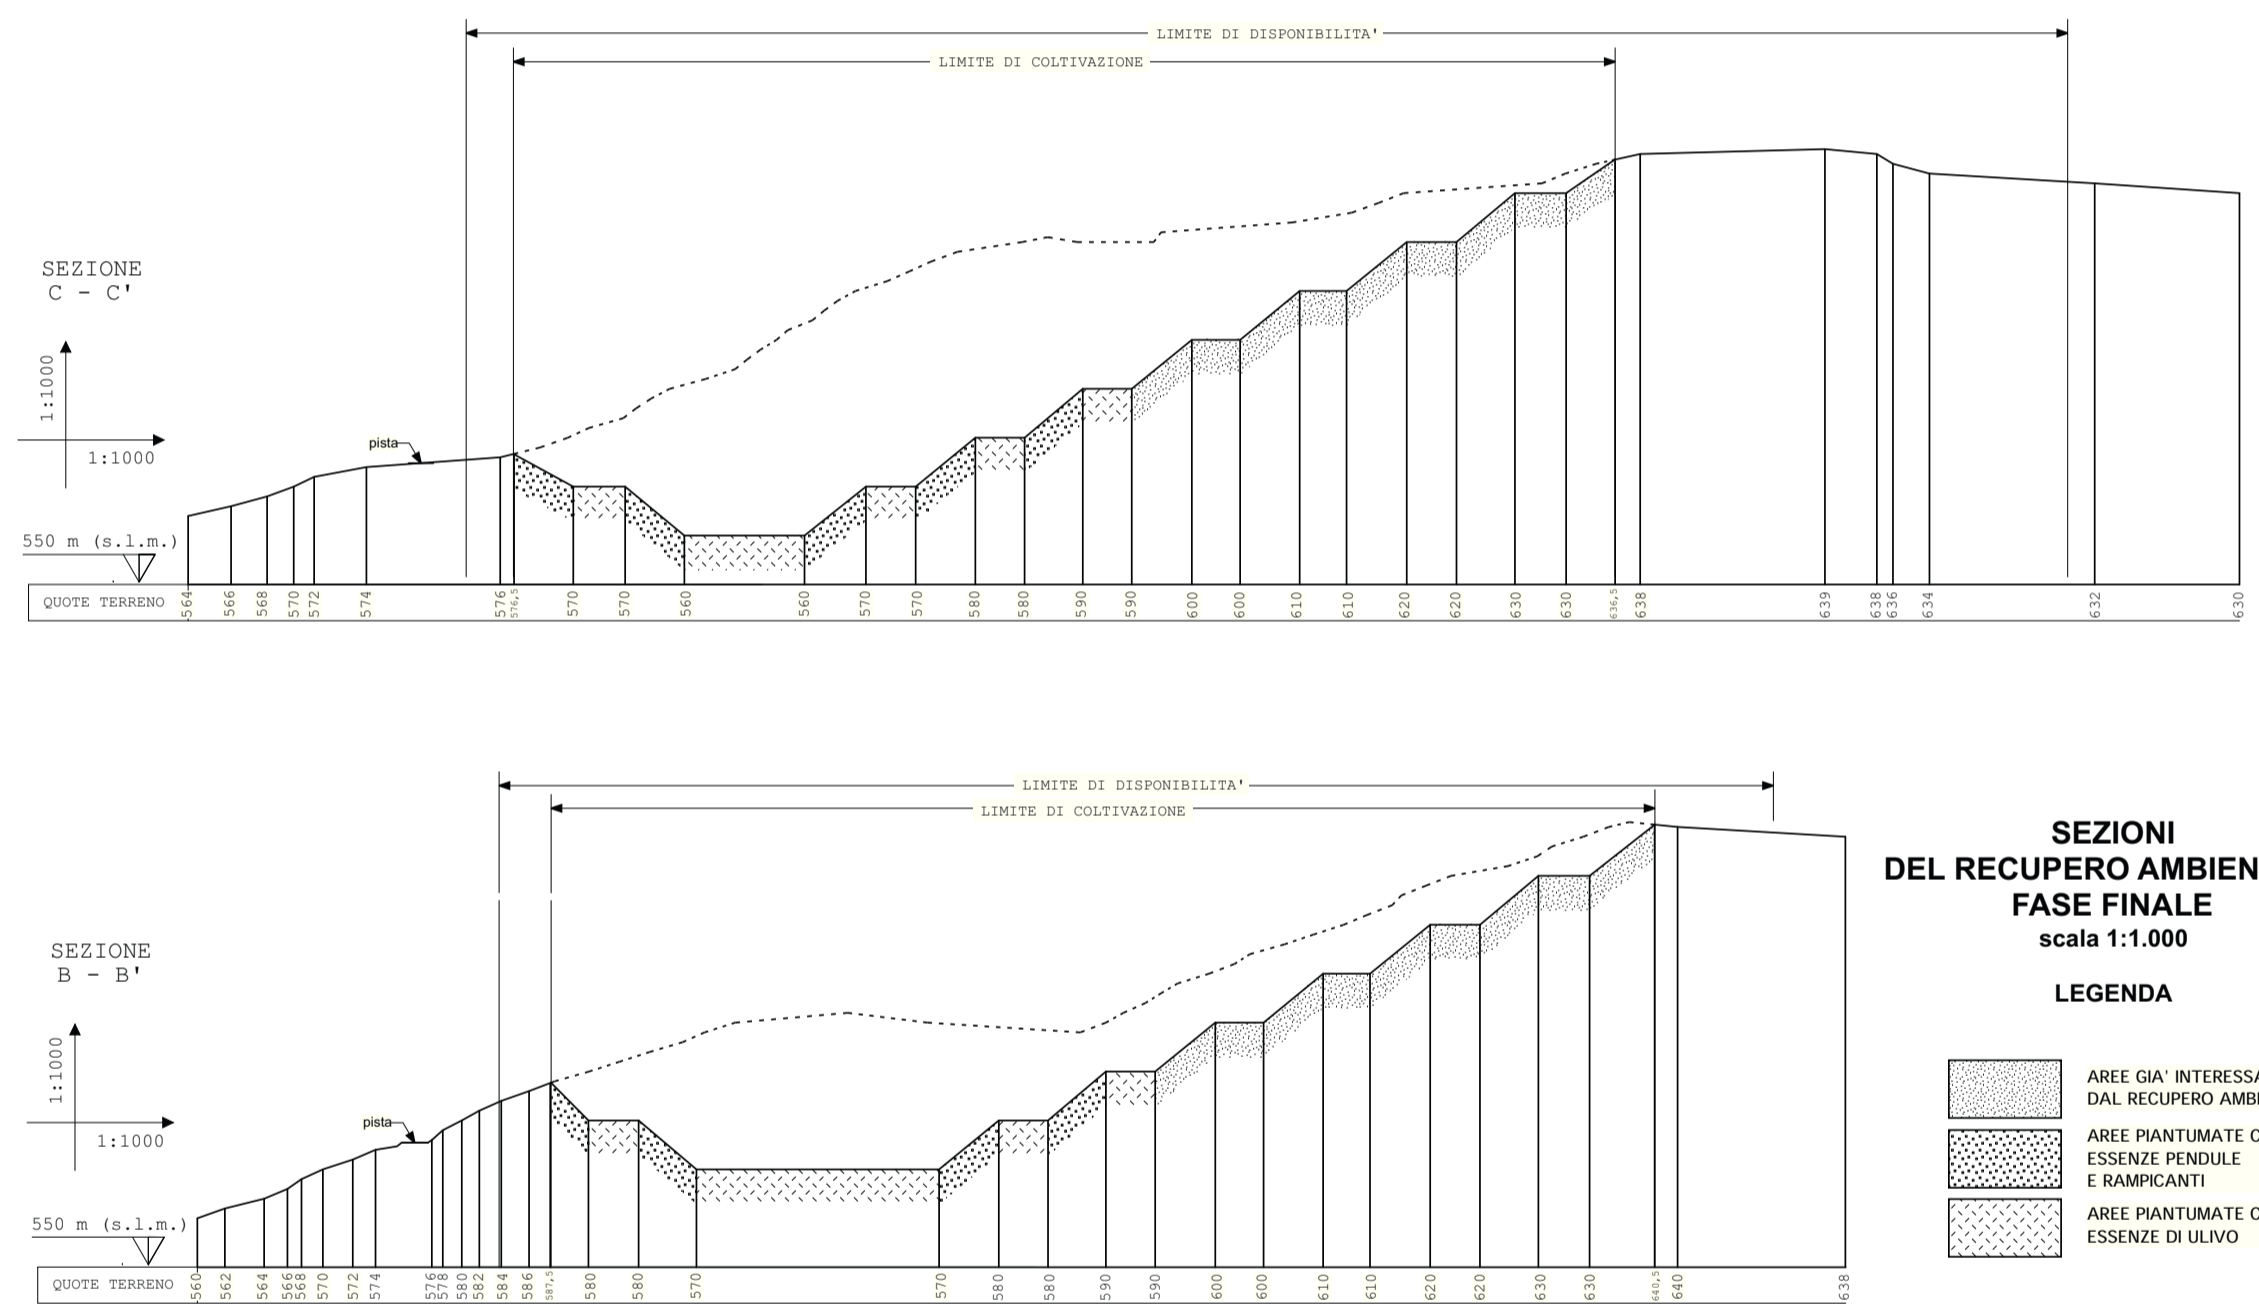 LIMITE DI DISPONIBILITA'
LIMITE DI COLTIVAZIONE
SEZIONE
C - C'
1:1000
1:1000
pista
550 m (s.l.m.)
QUOTE TERRENO
564 566 568 570 572 574 576 576,5 570 570 560 560 570 570 580 580 590 590 600 600 610 610 620 620 630 630 636,5 638 639 638 636 634 632 630
LIMITE DI DISPONIBILITA'
LIMITE DI COLTIVAZIONE
SEZIONE
B - B'
1:1000
1:1000
pista
550 m (s.l.m.)
QUOTE TERRENO
560 562 564 566 568 570 572 574 576 578 580 582 584 586 587,5 580 580 570 570 580 580 590 590 600 600 610 610 620 620 630 630 640,5 640 638
SEZIONI
DEL RECUPERO AMBIEN
FASE FINALE
scala 1:1.000
LEGENDA
AREE GIA' INTERESSA
DAL RECUPERO AMB
AREE PIANTUMATE C
ESSENZE PENDULE
E RAMPICANTI
AREE PIANTUMATE C
ESSENZE DI ULIVO